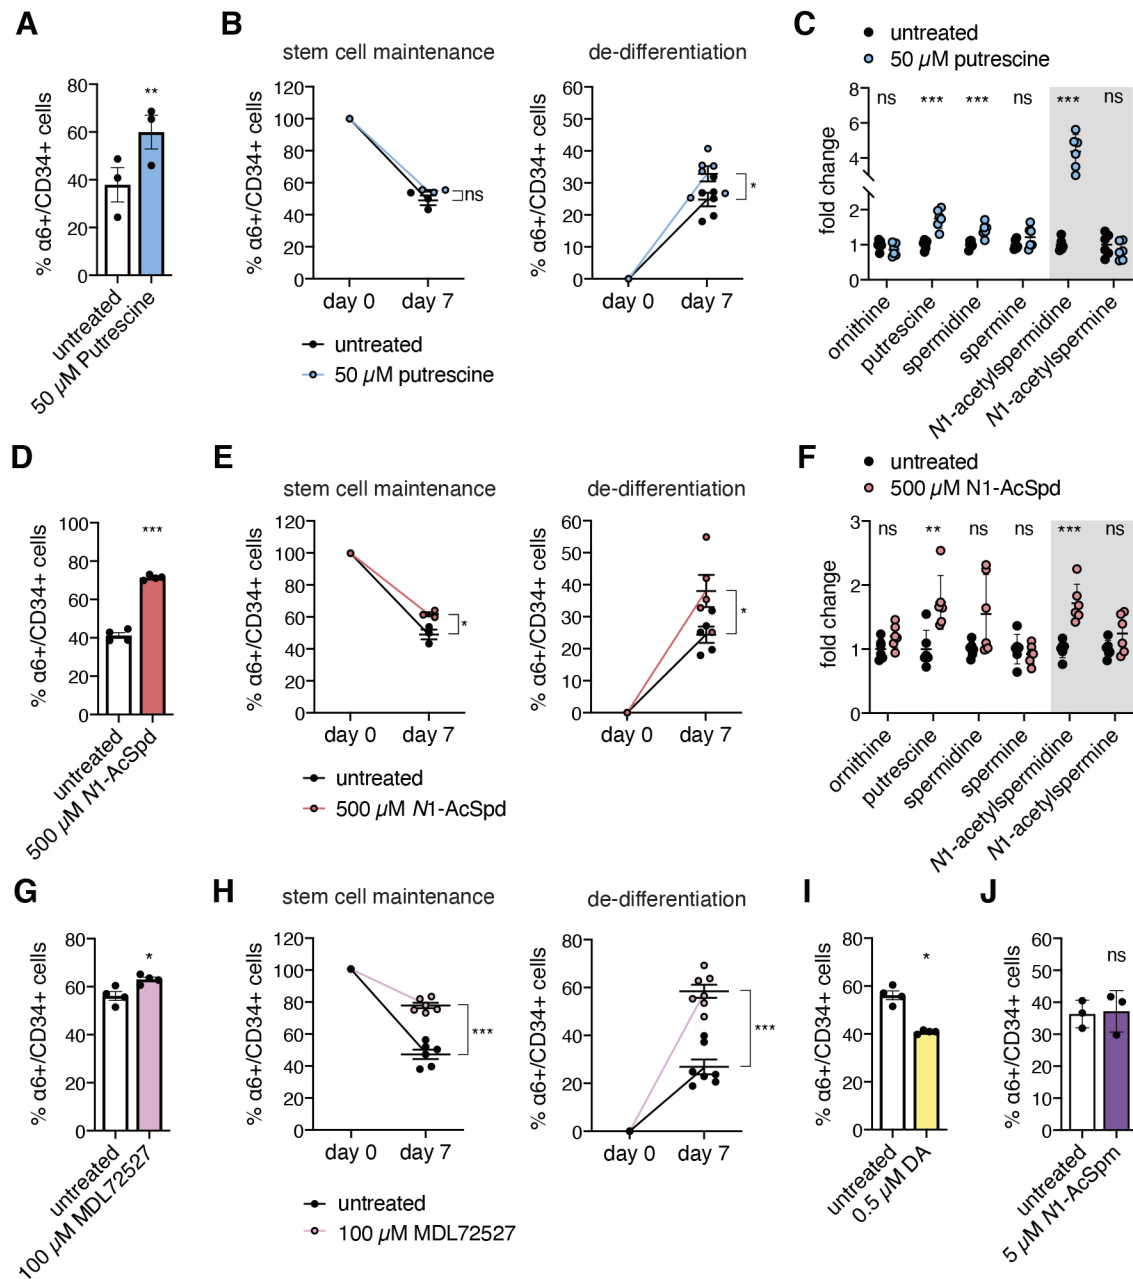 A
% α6+/CD34+ cells
80
60
40
20
0
**
untreated
50 µM Putrescine
B
stem cell maintenance
% α6+/CD34+ cells
120
100
80
60
40
20
0
ns
day 0
day 7
de-differentiation
% α6+/CD34+ cells
60
50
40
30
20
10
0
*
day 0
day 7
untreated
50 µM putrescine
C
untreated
50 µM putrescine
fold change
8
6
4
2
1
0
ns
***
***
ns
***
ns
ornithine
putrescine
spermidine
spermine
N1-acetylspermidine
N1-acetylspermine
D
% α6+/CD34+ cells
100
80
60
40
20
0
***
untreated
500 µM N1-AcSpd
E
stem cell maintenance
% α6+/CD34+ cells
120
100
80
60
40
20
0
*
day 0
day 7
de-differentiation
% α6+/CD34+ cells
60
50
40
30
20
10
0
*
day 0
day 7
untreated
500 µM N1-AcSpd
F
untreated
500 µM N1-AcSpd
fold change
3
2
1
0
ns
**
ns
ns
***
ns
ornithine
putrescine
spermidine
spermine
N1-acetylspermidine
N1-acetylspermine
G
% α6+/CD34+ cells
80
60
40
20
0
*
untreated
100 µM MDL72527
H
stem cell maintenance
% α6+/CD34+ cells
120
100
80
60
40
20
0
***
day 0
day 7
de-differentiation
% α6+/CD34+ cells
80
60
40
20
0
***
day 0
day 7
untreated
100 µM MDL72527
I
% α6+/CD34+ cells
80
60
40
20
0
*
untreated
0.5 µM DA
J
% α6+/CD34+ cells
60
50
40
30
20
10
0
ns
untreated
5 µM N1-AcSpm